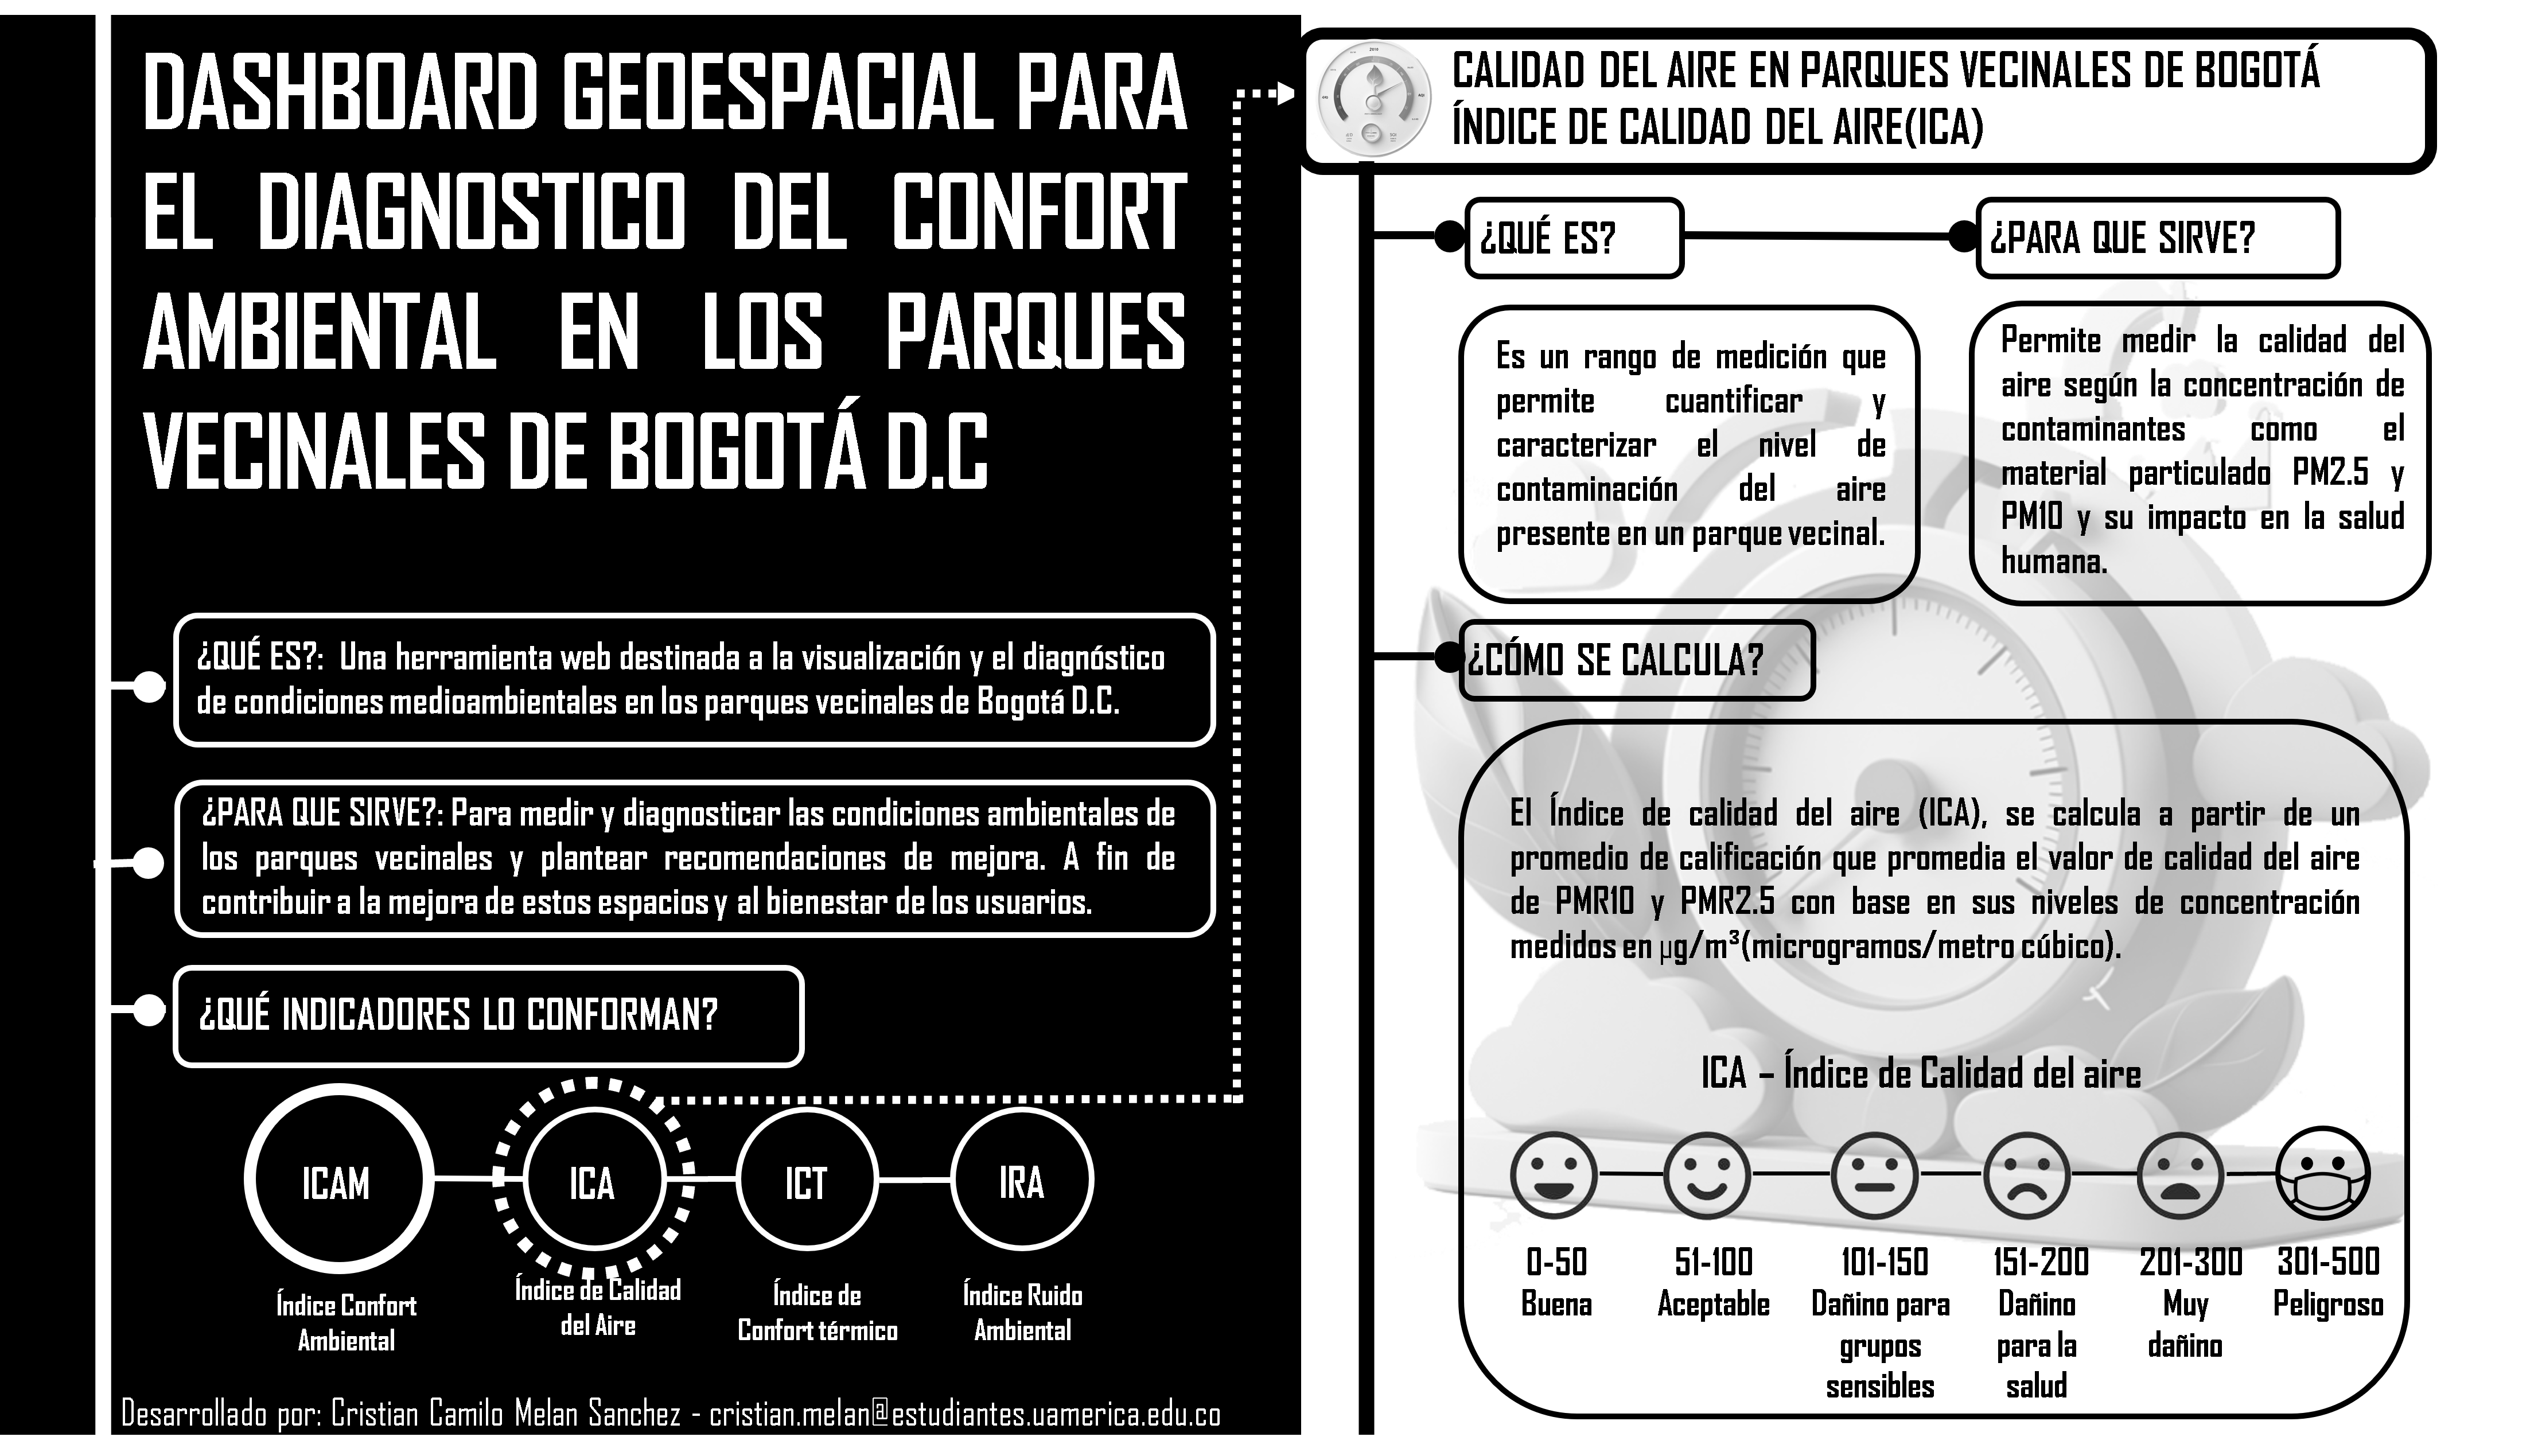 DASHBOARD GEOESPACIAL PARA
EL DIAGNOSTICO DEL CONFORT
AMBIENTAL EN LOS PARQUES
VECINALES DE BOGOTÁ D.C
¿QUÉ ES?: Una herramienta web destinada a la visualización y el diagnóstico
de condiciones medioambientales en los parques vecinales de Bogotá D.C.
¿PARA QUE SIRVE?: Para medir y diagnosticar las condiciones ambientales de
los parques vecinales y plantear recomendaciones de mejora. A fin de
contribuir a la mejora de estos espacios y al bienestar de los usuarios.
¿QUÉ INDICADORES LO CONFORMAN?
ICAM
ICA
ICT
IRA
Índice Confort
Ambiental
Índice de Calidad
del Aire
Índice de
Confort térmico
Índice Ruido
Ambiental
Desarrollado por: Cristian Camilo Melan Sanchez - cristian.melan@estudiantes.uamerica.edu.co
CALIDAD DEL AIRE EN PARQUES VECINALES DE BOGOTÁ
ÍNDICE DE CALIDAD DEL AIRE(ICA)
¿QUÉ ES?
Es un rango de medición que
permite cuantificar y
caracterizar el nivel de
contaminación del aire
presente en un parque vecinal.
¿PARA QUE SIRVE?
Permite medir la calidad del
aire según la concentración de
contaminantes como el
material particulado PM2.5 y
PM10 y su impacto en la salud
humana.
¿CÓMO SE CALCULA?
El Índice de calidad del aire (ICA), se calcula a partir de un
promedio de calificación que promedia el valor de calidad del aire
de PMR10 y PMR2.5 con base en sus niveles de concentración
medidos en µg/m³(microgramos/metro cúbico).
ICA – Índice de Calidad del aire
0-50
Buena
51-100
Aceptable
101-150
Dañino para
grupos
sensibles
151-200
Dañino
para la
salud
201-300
Muy
dañino
301-500
Peligroso